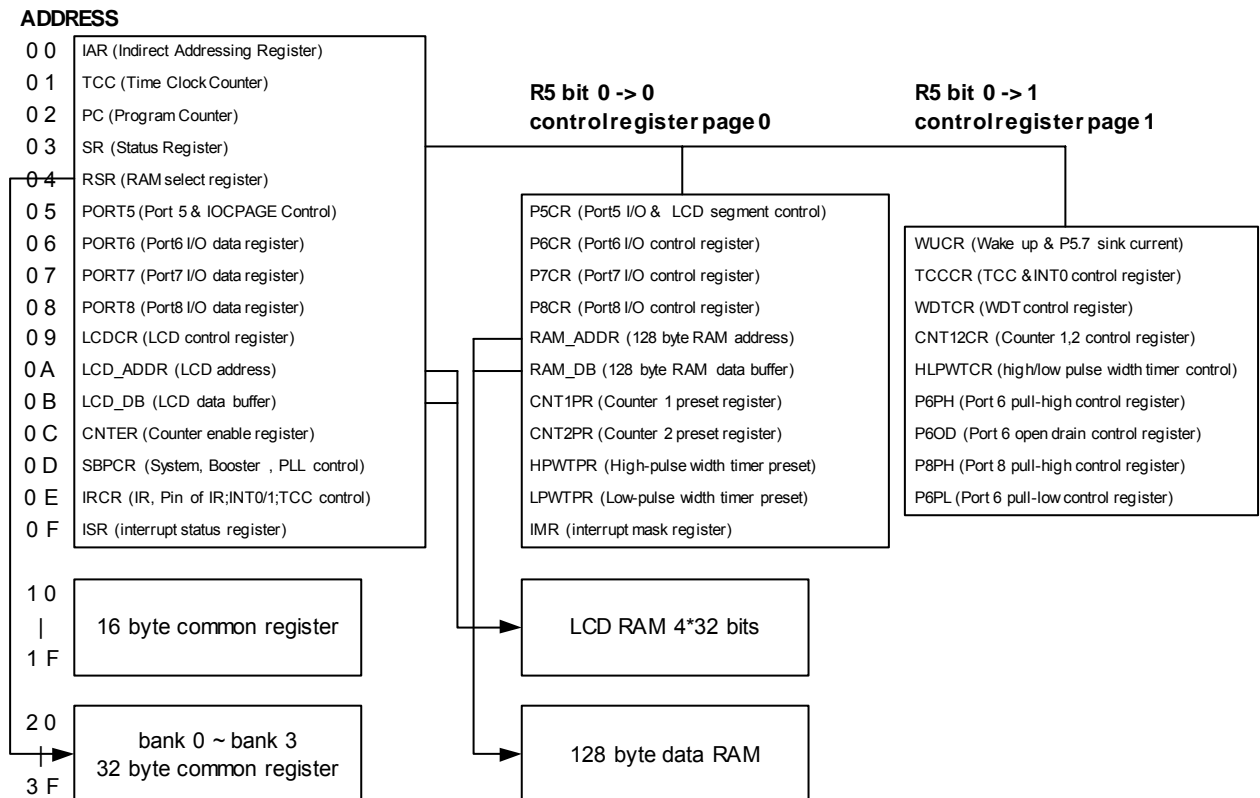 ADDRESS
0 0 IAR (Indirect Addressing Register)
0 1 TCC (Time Clock Counter)
0 2 PC (Program Counter)
0 3 SR (Status Register)
0 4 RSR (RAM select register)
0 5 PORT5 (Port 5 & IOCPAGE Control)
0 6 PORT6 (Port6 I/O data register)
0 7 PORT7 (Port7 I/O data register)
0 8 PORT8 (Port8 I/O data register)
0 9 LCDCR (LCD control register)
0 A LCD_ADDR (LCD address)
0 B LCD_DB (LCD data buffer)
0 C CNTER (Counter enable register)
0 D SBPCR (System, Booster , PLL control)
0 E IRCR (IR, Pin of IR;INT0/1;TCC control)
0 F ISR (interrupt status register)
R5 bit 0 -> 0
control register page 0
P5CR (Port5 I/O & LCD segment control)
P6CR (Port6 I/O control register)
P7CR (Port7 I/O control register)
P8CR (Port8 I/O control register)
RAM_ADDR (128 byte RAM address)
RAM_DB (128 byte RAM data buffer)
CNT1PR (Counter 1 preset register)
CNT2PR (Counter 2 preset register)
HPWTPR (High-pulse width timer preset)
LPWTPR (Low-pulse width timer preset)
IMR (interrupt mask register)
R5 bit 0 -> 1
control register page 1
WUCR (Wake up & P5.7 sink current)
TCCCR (TCC & INT0 control register)
WDTCR (WDT control register)
CNT12CR (Counter 1,2 control register)
HLPWTCR (high/low pulse width timer control)
P6PH (Port 6 pull-high control register)
P6OD (Port 6 open drain control register)
P8PH (Port 8 pull-high control register)
P6PL (Port 6 pull-low control register)
1 0
|
1 F
16 byte common register
LCD RAM 4*32 bits
2 0
|
3 F
bank 0 ~ bank 3
32 byte common register
128 byte data RAM